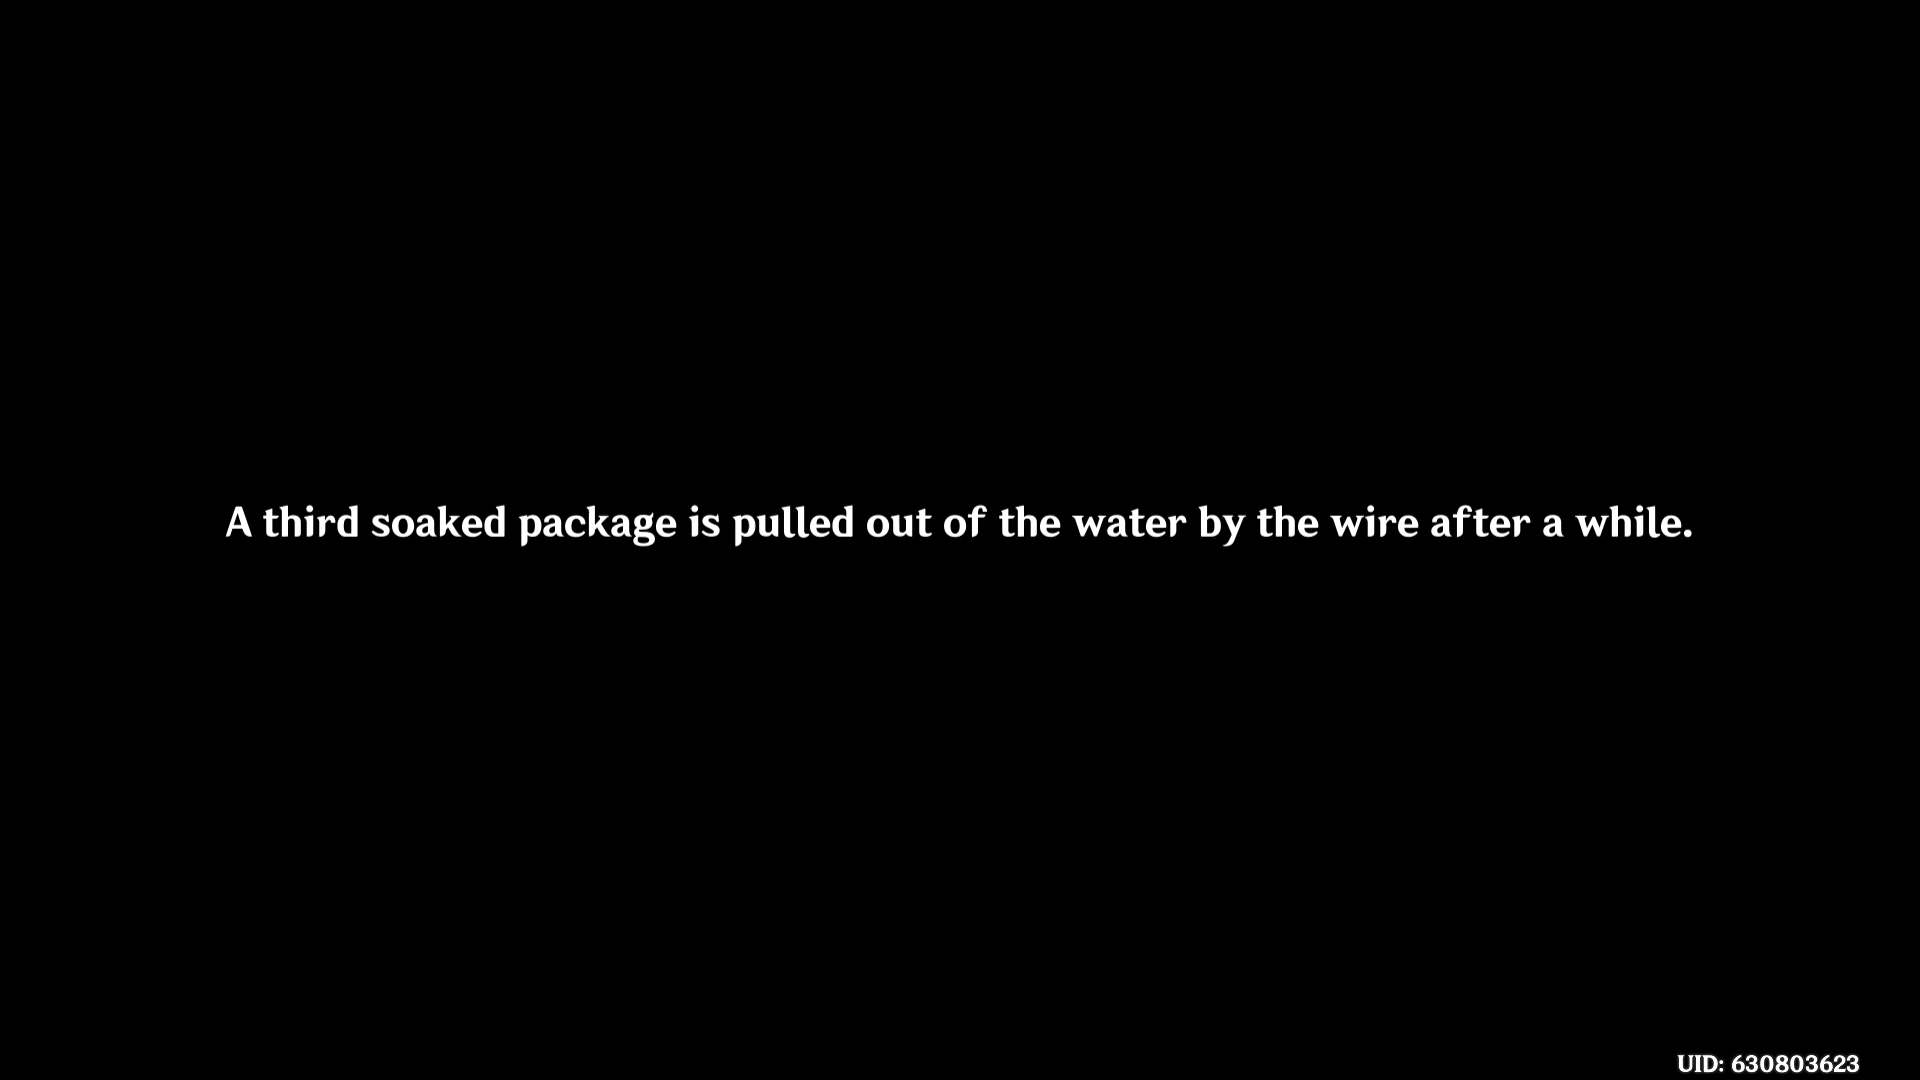 A third soaked package is pulled out of the water by the wire after a while.
UID: 630803623